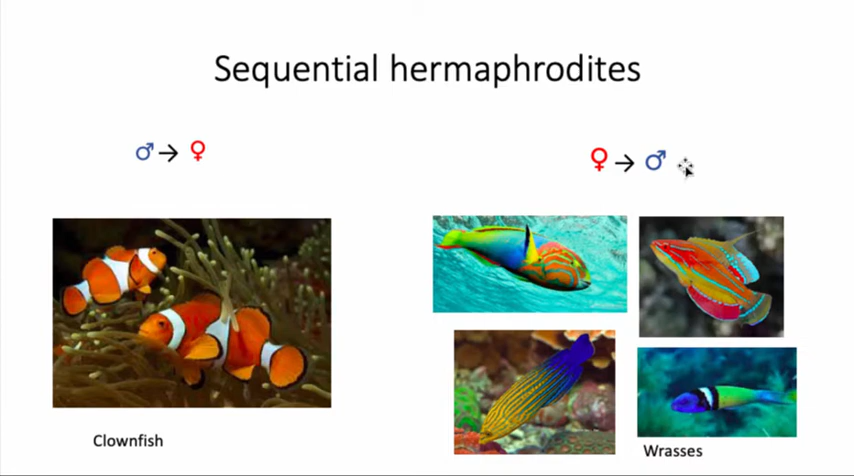 Sequential hermaphrodites
♂→ ♀
♀→ ♂
Clownfish
Wrasses